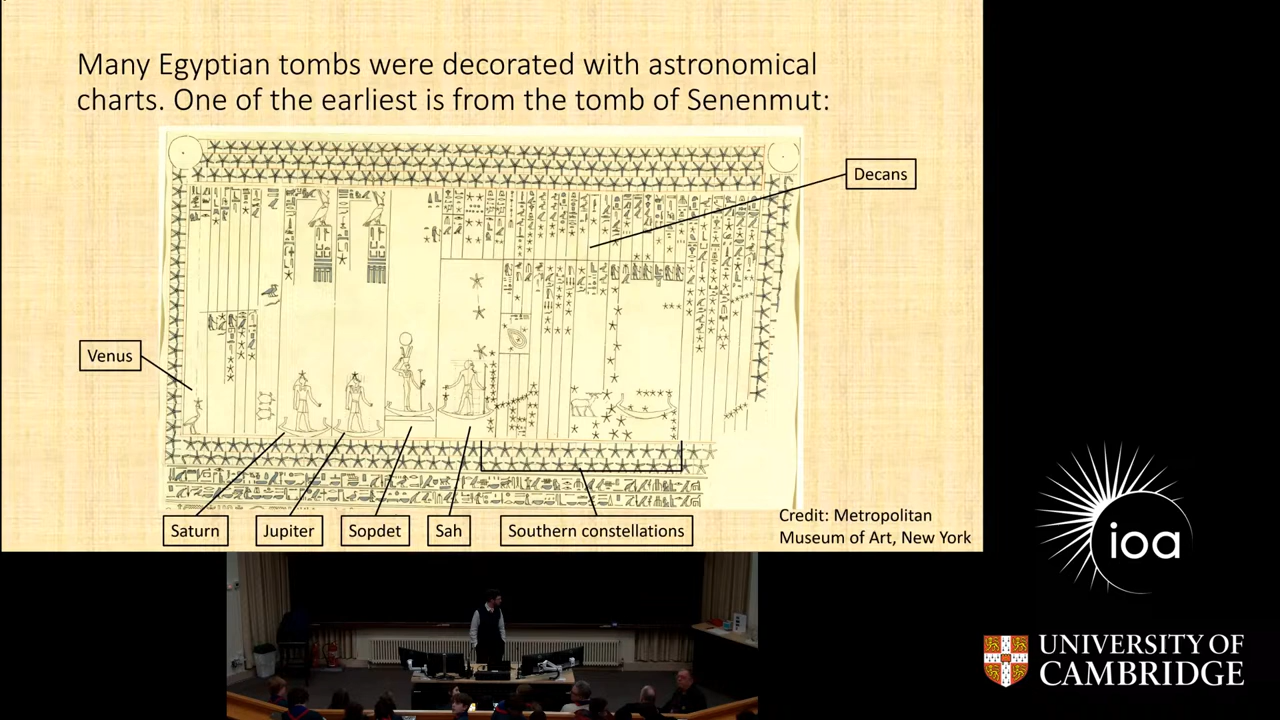 Many Egyptian tombs were decorated with astronomical
charts. One of the earliest is from the tomb of Senenmut:
Decans
Venus
Saturn
Jupiter
Sopdet
Sah
Southern constellations
Credit: Metropolitan
Museum of Art, New York
ioa
UNIVERSITY OF
CAMBRIDGE